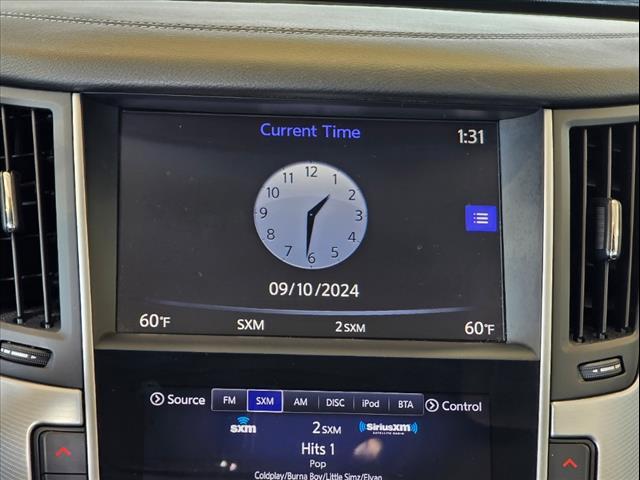 Current Time
1:31
12
11 1
10 2
9 3
8 4
7 5
6
09/10/2024
60°F SXM 2SXM 60°F
Source FM SXM AM DISC iPod BTA Control
sxm 2SXM SiriusXM
SATELLITE RADIO
Hits 1
Pop
Coldplay/Burna Boy/Little Simz/Elyan